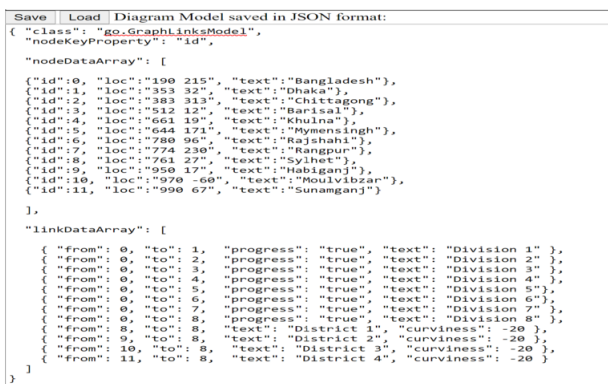 Save Load Diagram Model saved in JSON format:
{ "class": "go.GraphLinksModel",
"nodeKeyProperty": "id",
"nodeDataArray": [
{"id":0, "loc":"190 215", "text":"Bangladesh"},
{"id":1, "loc":"353 32", "text":"Dhaka"},
{"id":2, "loc":"383 313", "text":"Chittagong"},
{"id":3, "loc":"512 12", "text":"Barisal"},
{"id":4, "loc":"661 19", "text":"Khulna"},
{"id":5, "loc":"644 171", "text":"Mymensingh"},
{"id":6, "loc":"780 96", "text":"Rajshahi"},
{"id":7, "loc":"774 230", "text":"Rangpur"},
{"id":8, "loc":"761 27", "text":"Sylhet"},
{"id":9, "loc":"950 17", "text":"Habiganj"},
{"id":10, "loc":"970 -60", "text":"Moulvibzar"},
{"id":11, "loc":"990 67", "text":"Sunamganj"}
],
"linkDataArray": [
{ "from": 0, "to": 1, "progress": "true", "text": "Division 1" },
{ "from": 0, "to": 2, "progress": "true", "text": "Division 2" },
{ "from": 0, "to": 3, "progress": "true", "text": "Division 3" },
{ "from": 0, "to": 4, "progress": "true", "text": "Division 4" },
{ "from": 0, "to": 5, "progress": "true", "text": "Division 5"},
{ "from": 0, "to": 6, "progress": "true", "text": "Division 6"},
{ "from": 0, "to": 7, "progress": "true", "text": "Division 7" },
{ "from": 0, "to": 8, "progress": "true", "text": "Division 8" },
{ "from": 8, "to": 8, "text": "District 1", "curviness": -20 },
{ "from": 9, "to": 8, "text": "District 2", "curviness": -20 },
{ "from": 10, "to": 8, "text": "District 3", "curviness": -20 },
{ "from": 11, "to": 8, "text": "District 4", "curviness": -20 }
]
}